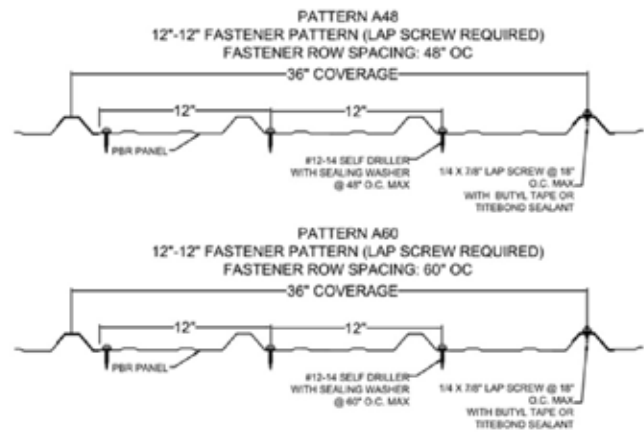 PATTERN A48
12"-12" FASTENER PATTERN (LAP SCREW REQUIRED)
FASTENER ROW SPACING: 48" OC
36" COVERAGE
12"
12"
PBR PANEL
#12-14 SELF DRILLER
WITH SEALING WASHER
@ 48" O.C. MAX
1/4 X 7/8" LAP SCREW @ 18"
O.C. MAX
WITH BUTYL TAPE OR
TITEBOND SEALANT
PATTERN A60
12"-12" FASTENER PATTERN (LAP SCREW REQUIRED)
FASTENER ROW SPACING: 60" OC
36" COVERAGE
12"
12"
PBR PANEL
#12-14 SELF DRILLER
WITH SEALING WASHER
@ 60" O.C. MAX
1/4 X 7/8" LAP SCREW @ 18"
O.C. MAX
WITH BUTYL TAPE OR
TITEBOND SEALANT